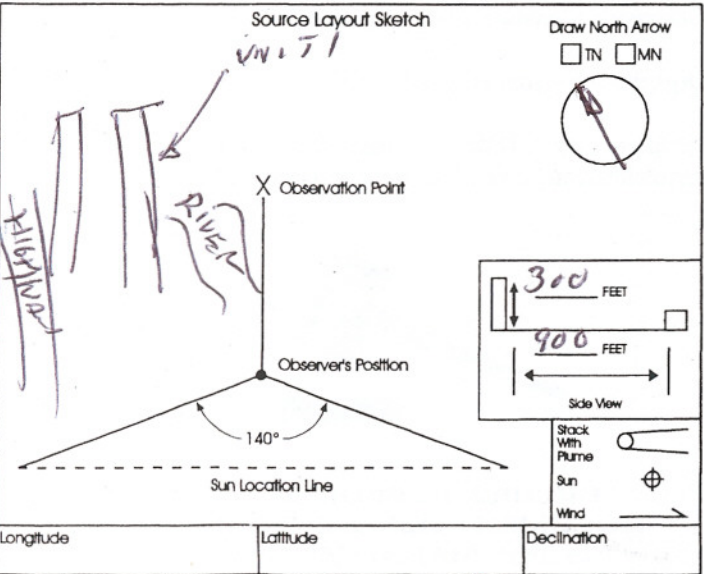 Source Layout Sketch
Draw North Arrow
TN MN
UNIT 1
X Observation Point
RIVER
HIGHWAY
300 FEET
900 FEET
Side View
Observer's Position
140°
Sun Location Line
Stack
With
Plume
Sun
Wind
Longitude
Latitude
Declination